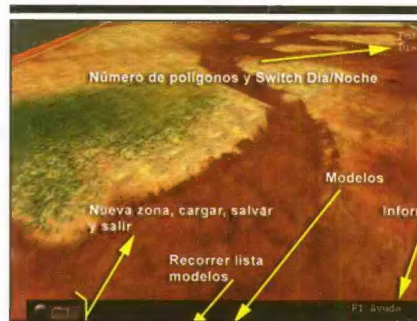 Número de polígonos y Switch Día/Noche
Modelos
Nueva zona, cargar, salvar
y salir
Recorrer lista
modelos
F1 Ayuda